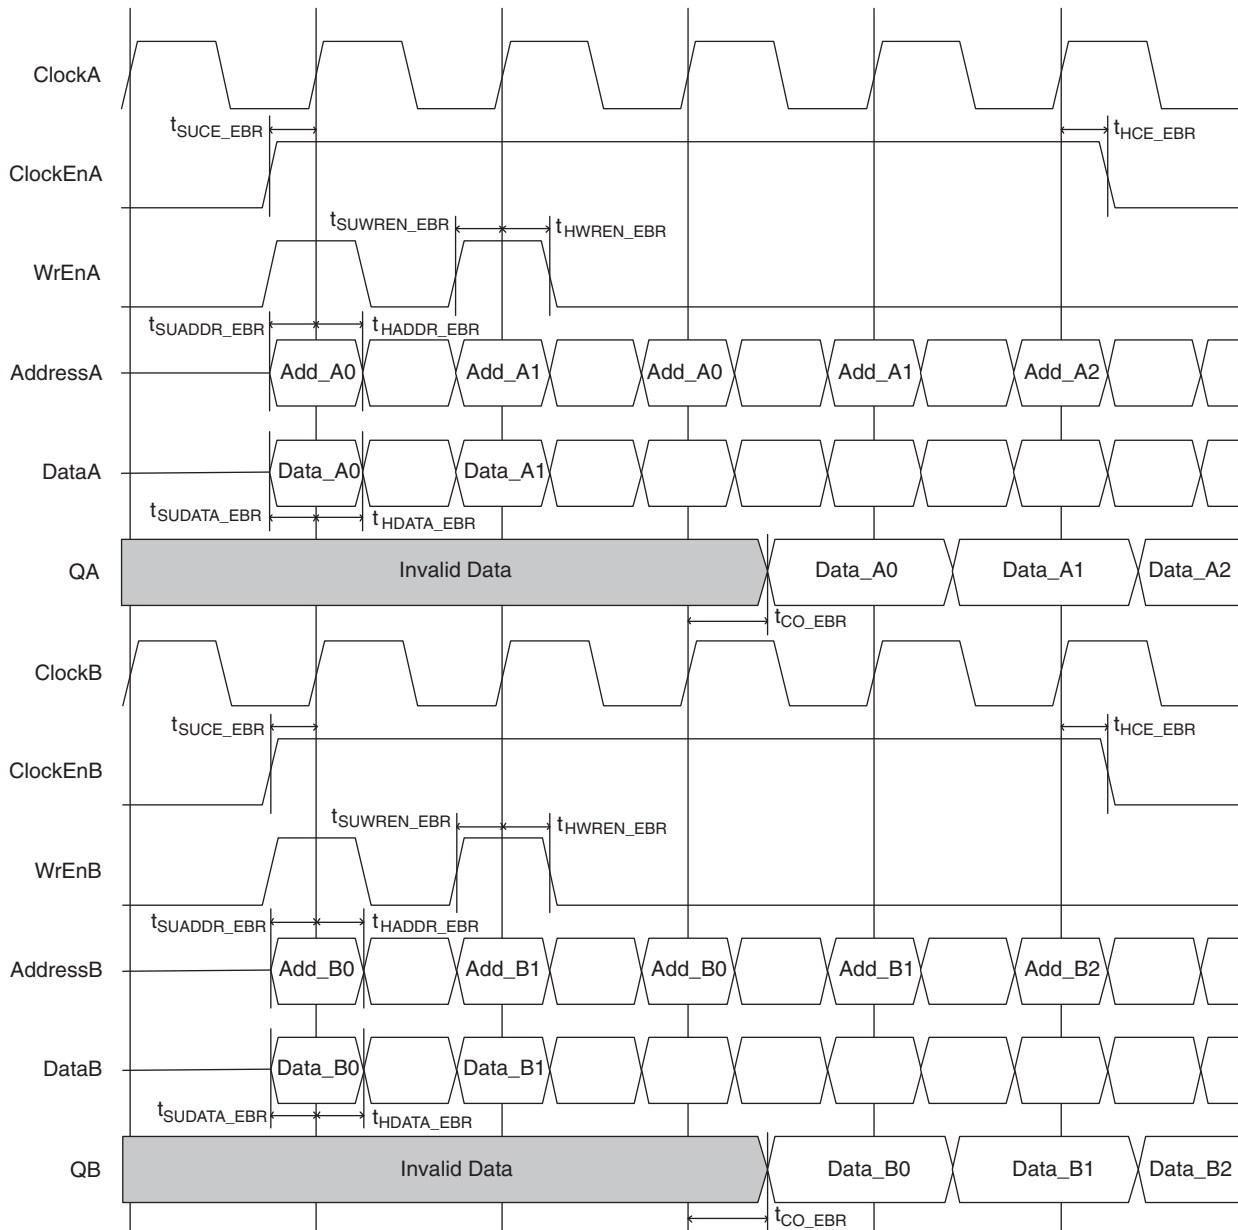 ClockA
tSUCE_EBR
tHCE_EBR
ClockEnA
tSUWREN_EBR
tHWREN_EBR
WrEnA
tSUADDR_EBR
tHADDR_EBR
AddressA Add_A0 Add_A1 Add_A0 Add_A1 Add_A2
DataA Data_A0 Data_A1
tSUDATA_EBR
tHDATA_EBR
QA Invalid Data Data_A0 Data_A1 Data_A2
tCO_EBR
ClockB
tSUCE_EBR
tHCE_EBR
ClockEnB
tSUWREN_EBR
tHWREN_EBR
WrEnB
tSUADDR_EBR
tHADDR_EBR
AddressB Add_B0 Add_B1 Add_B0 Add_B1 Add_B2
DataB Data_B0 Data_B1
tSUDATA_EBR
tHDATA_EBR
QB Invalid Data Data_B0 Data_B1 Data_B2
tCO_EBR